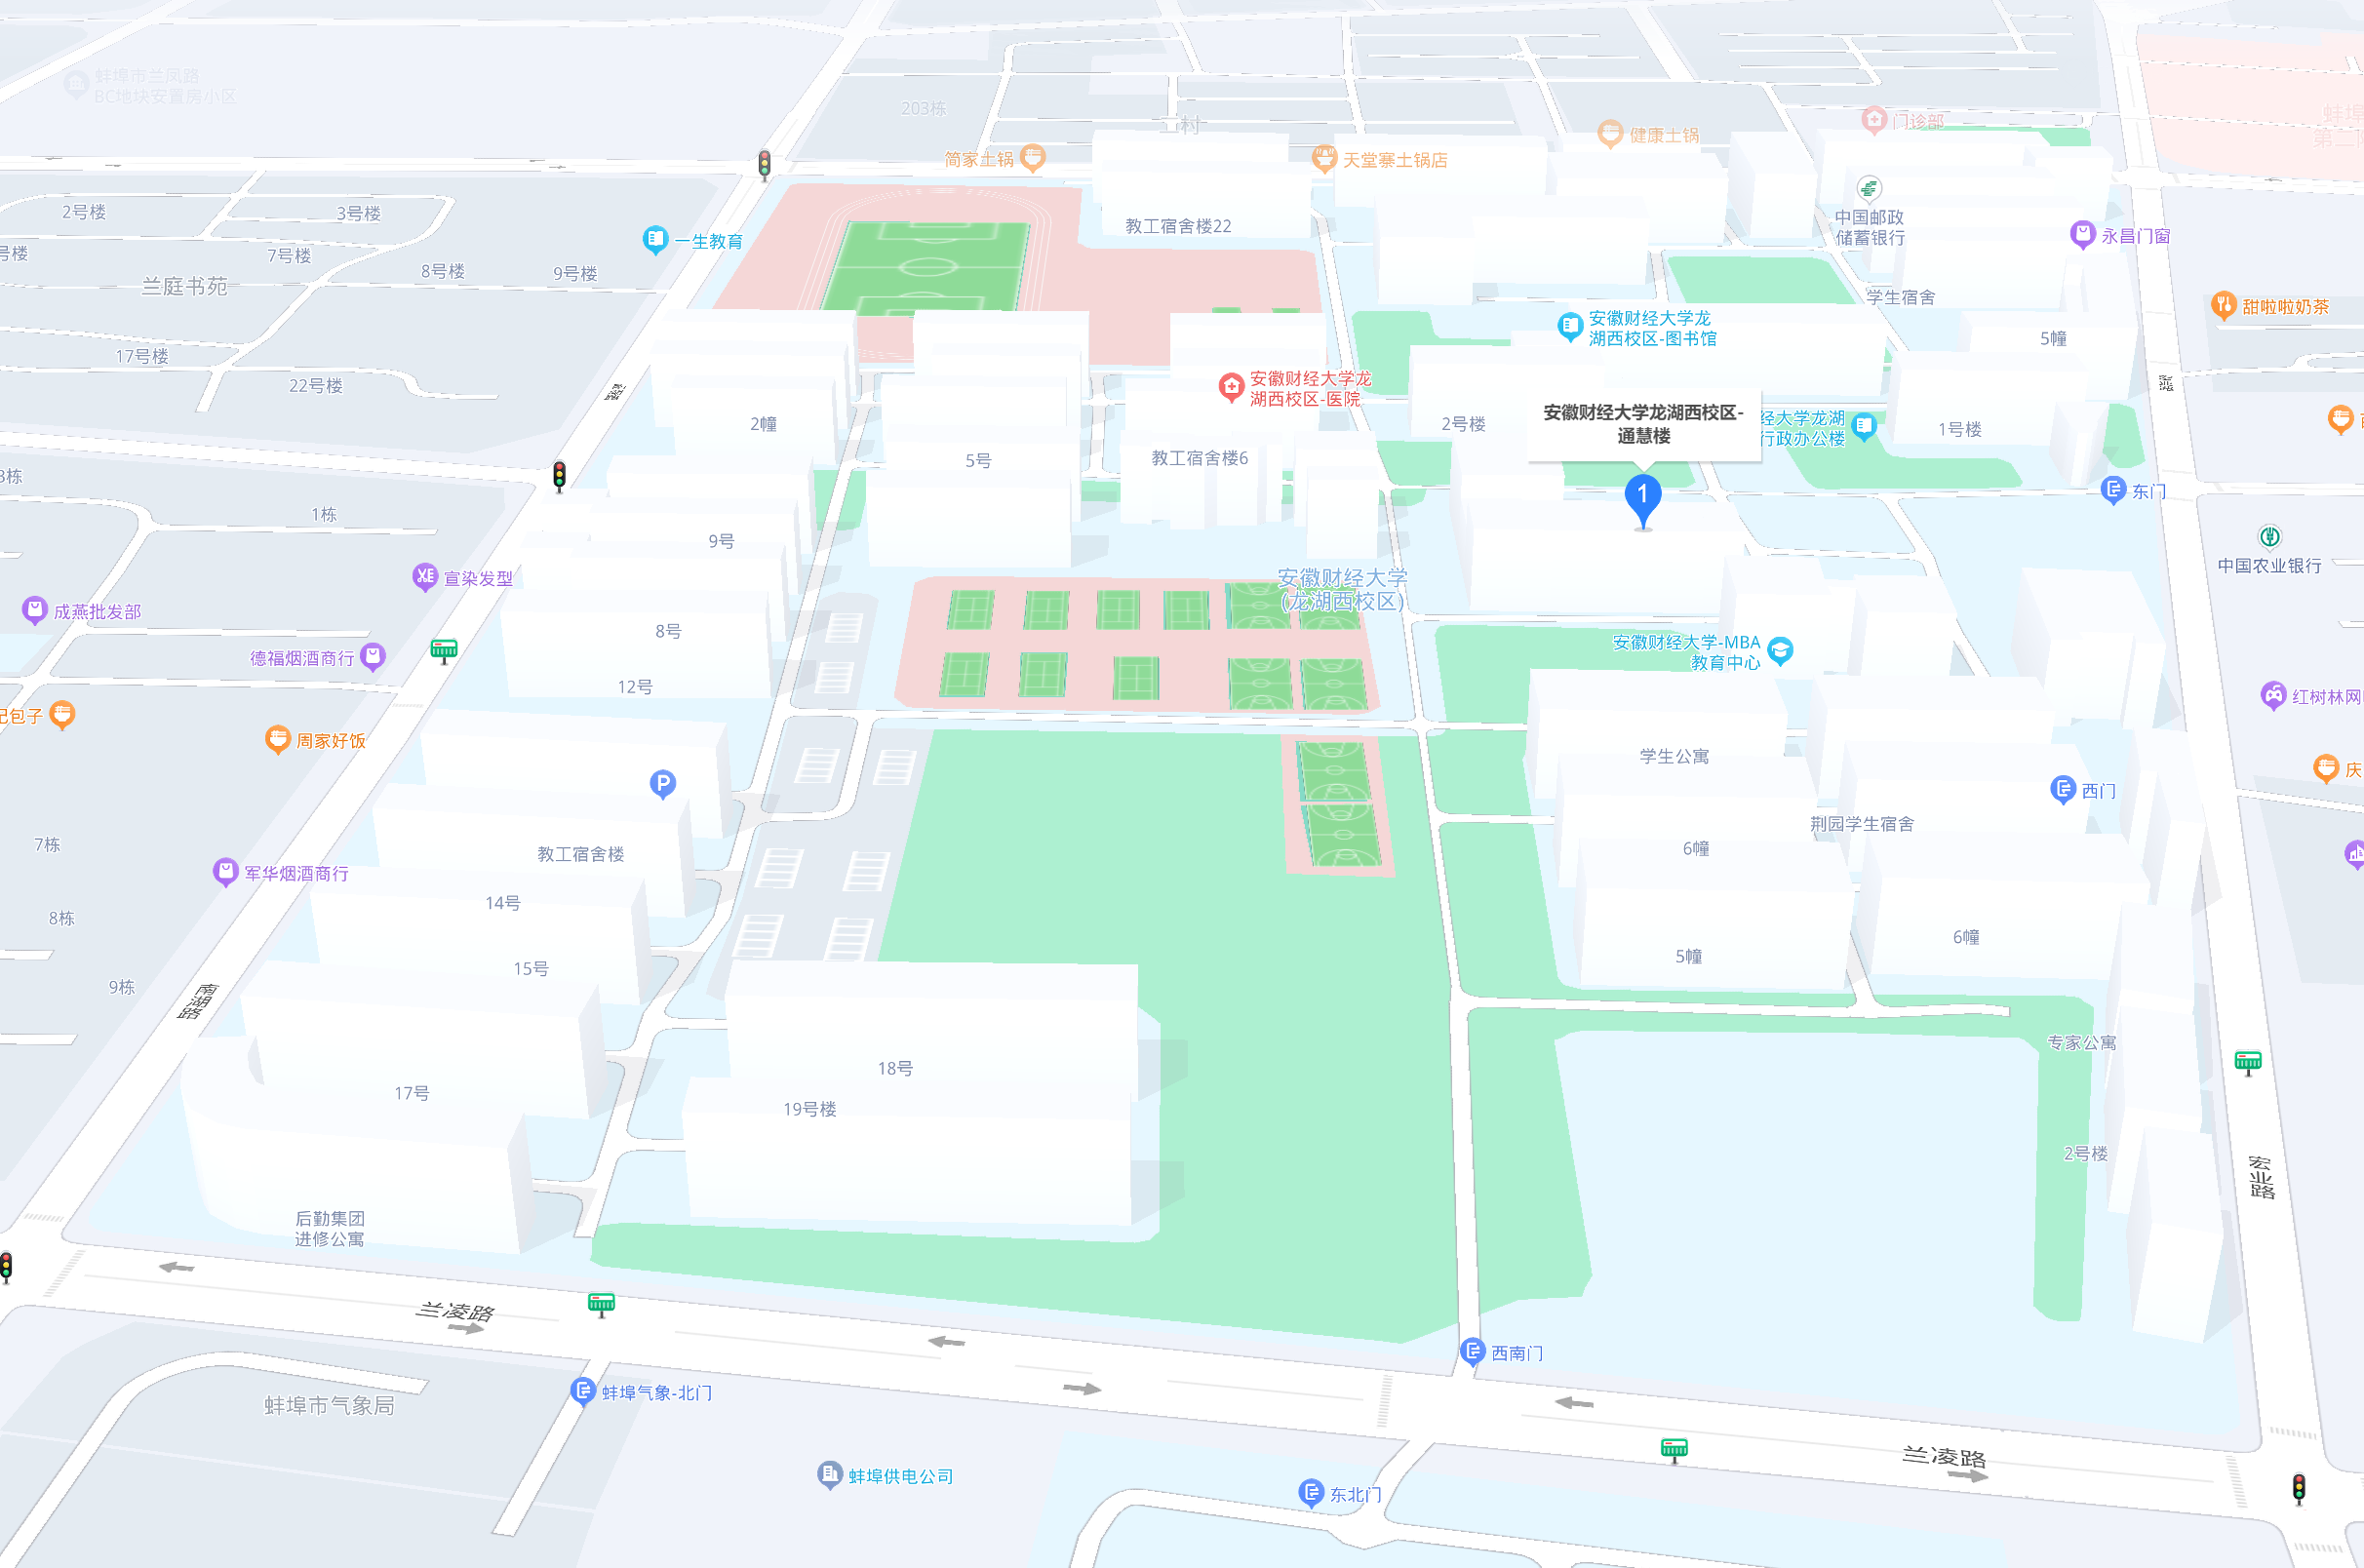 蚌埠市兰凤路
BC地块安置房小区
203栋
简家土锅
天堂寨土锅店
健康土锅
门诊部
2号楼
3号楼
7号楼
8号楼
9号楼
兰庭书苑
17号楼
22号楼
一生教育
教工宿舍楼22
中国邮政
储蓄银行
永昌门窗
学生宿舍
甜啦啦奶茶
5幢
安徽财经大学龙
湖西校区-图书馆
安徽财经大学龙
湖西校区-医院
2幢
2号楼
安徽财经大学龙湖西校区-
通慧楼
经大学龙湖
行政办公楼
1号楼
5号
教工宿舍楼6
东门
1栋
9号
宣染发型
成燕批发部
8号
安徽财经大学
(龙湖西校区)
1
中国农业银行
德福烟酒商行
12号
安徽财经大学-MBA
教育中心
红树林网
包子
周家好饭
学生公寓
P
西门
庆
7栋
教工宿舍楼
6幢
荆园学生宿舍
军华烟酒商行
14号
8栋
15号
5幢
6幢
9栋
南湖路
17号
18号
19号楼
专家公寓
2号楼
宏业路
后勤集团
进修公寓
兰凌路
西南门
蚌埠市气象局
蚌埠气象-北门
蚌埠供电公司
东北门
兰凌路